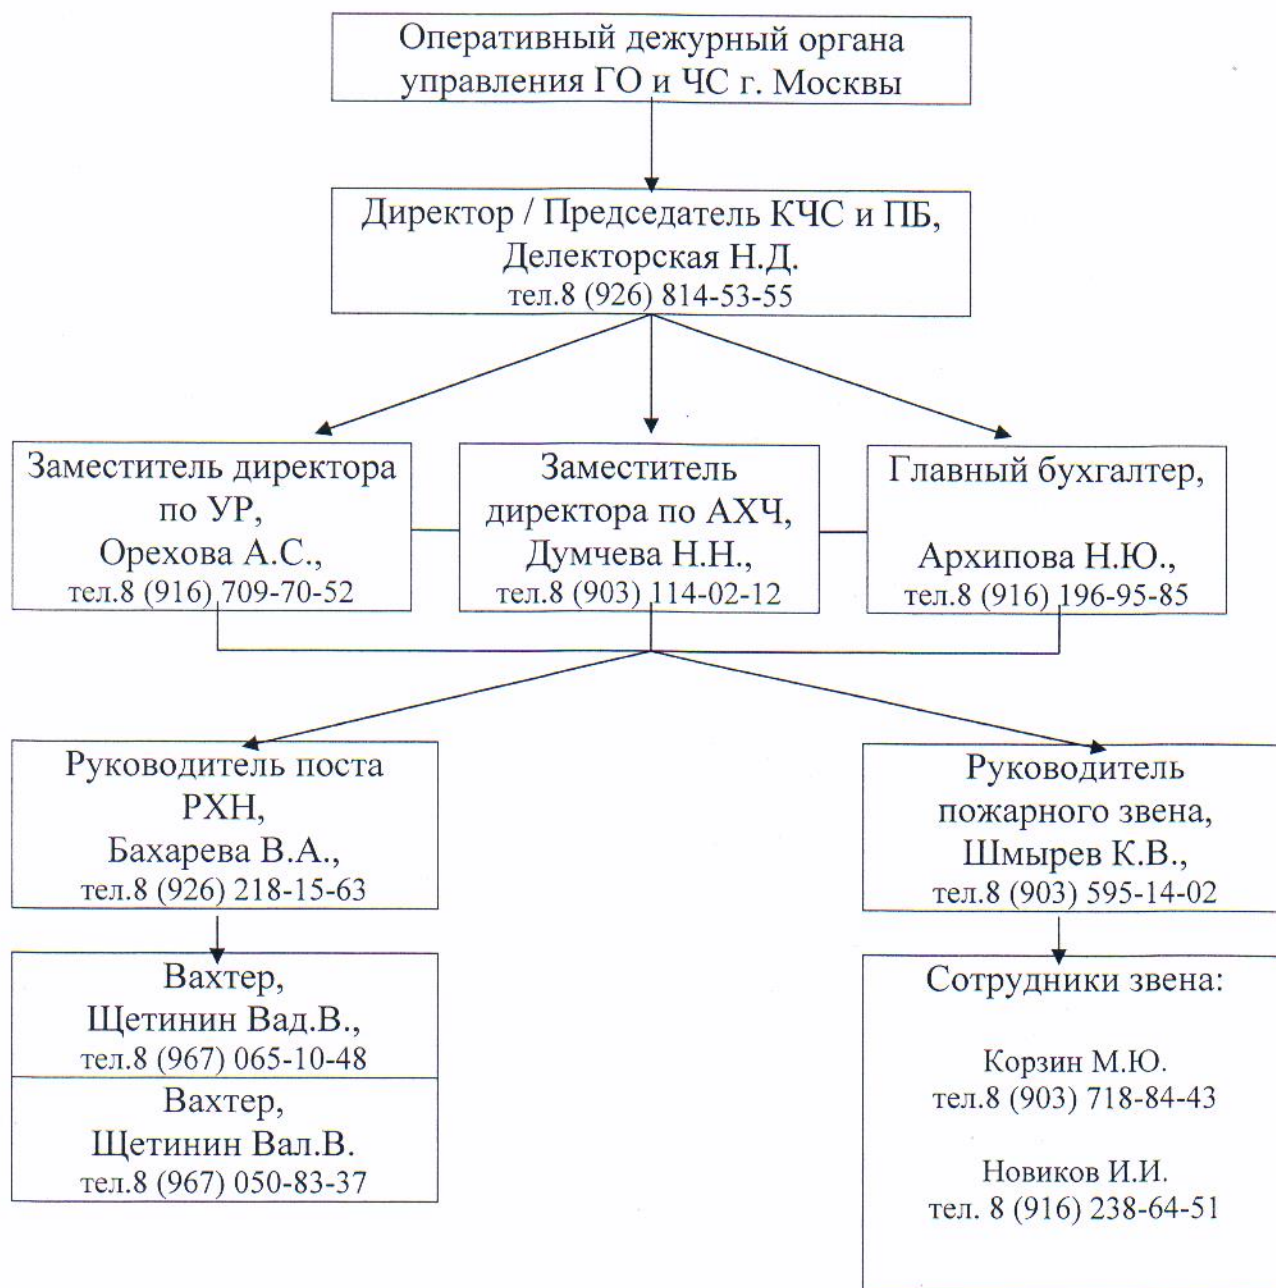 Оперативный дежурный органа
управления ГО и ЧС г. Москвы
Директор / Председатель КЧС и ПБ,
Делекторская Н.Д.
тел.8 (926) 814-53-55
Заместитель директора
по УР,
Орехова А.С.,
тел.8 (916) 709-70-52
Заместитель
директора по АХЧ,
Думчева Н.Н.,
тел.8 (903) 114-02-12
Главный бухгалтер,
Архипова Н.Ю.,
тел.8 (916) 196-95-85
Руководитель поста
РХН,
Бахарева В.А.,
тел.8 (926) 218-15-63
Руководитель
пожарного звена,
Шмырев К.В.,
тел.8 (903) 595-14-02
Вахтер,
Щетинин Вад.В.,
тел.8 (967) 065-10-48
Вахтер,
Щетинин Вал.В.
тел.8 (967) 050-83-37
Сотрудники звена:
Корзин М.Ю.
тел.8 (903) 718-84-43
Новиков И.И.
тел. 8 (916) 238-64-51